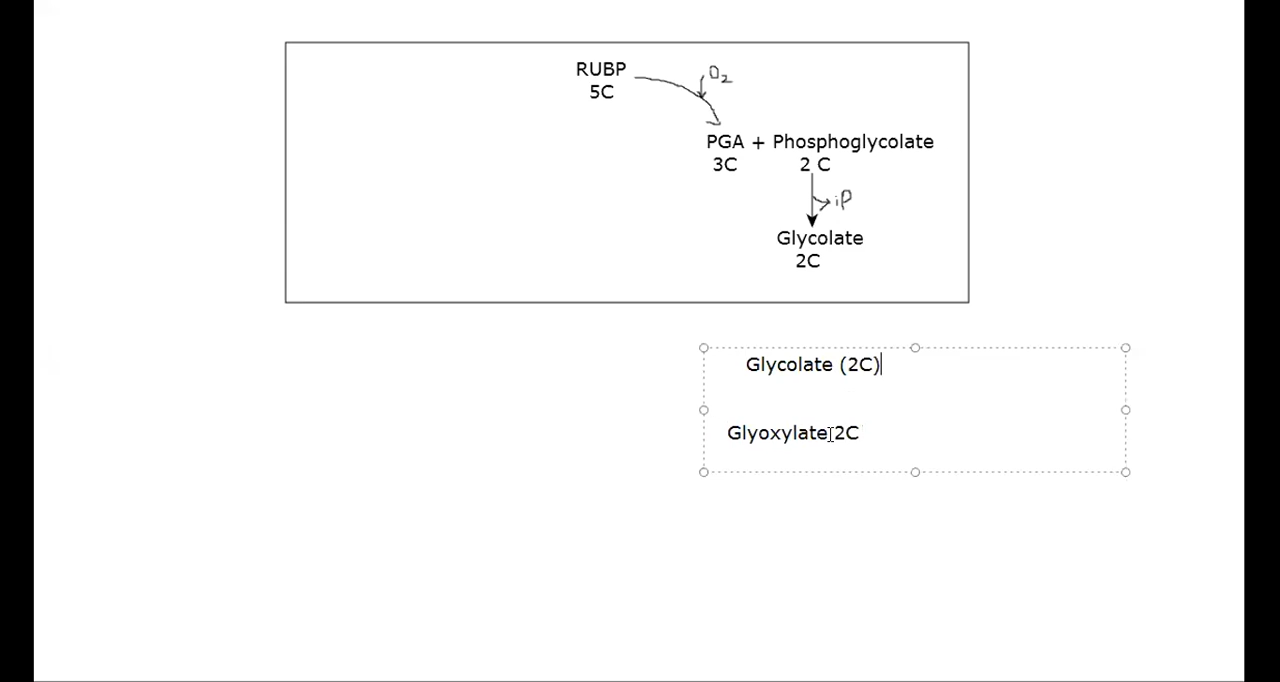 RUBP
5C
O2
PGA + Phosphoglycolate
3C 2 C
iP
Glycolate
2C
Glycolate (2C)
Glyoxylate 2C